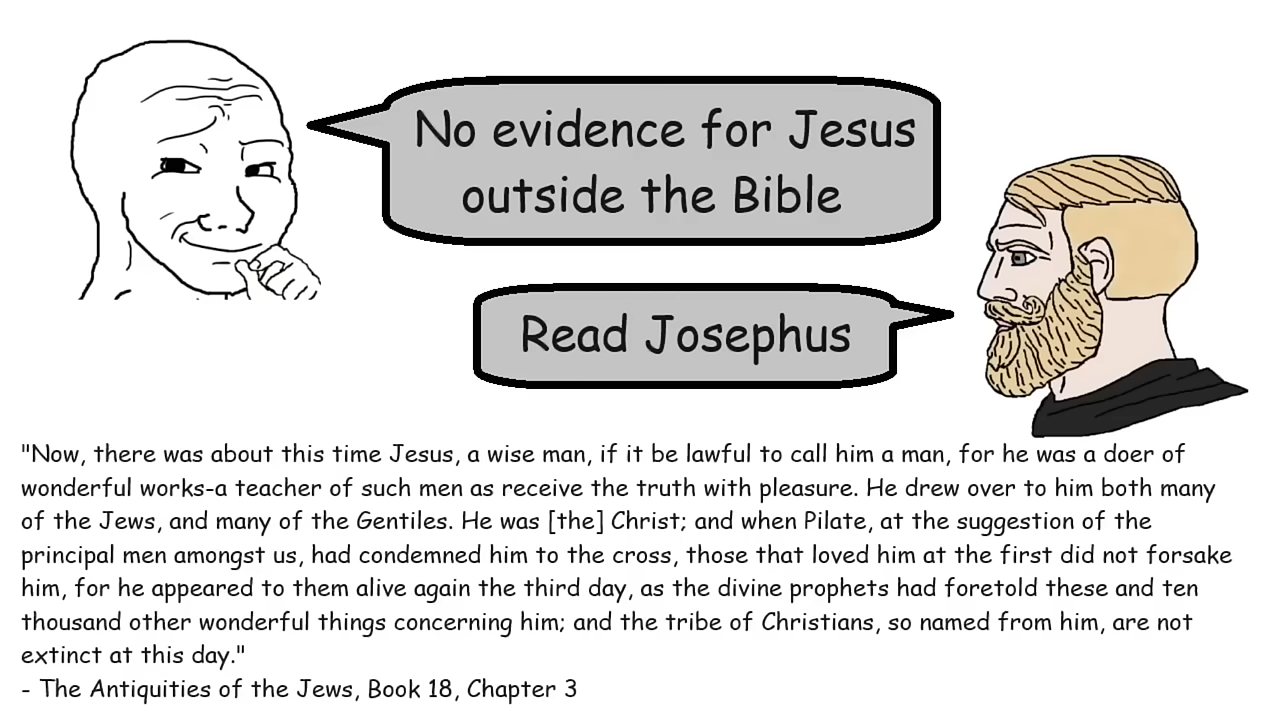 No evidence for Jesus
outside the Bible
Read Josephus
"Now, there was about this time Jesus, a wise man, if it be lawful to call him a man, for he was a doer of
wonderful works-a teacher of such men as receive the truth with pleasure. He drew over to him both many
of the Jews, and many of the Gentiles. He was [the] Christ; and when Pilate, at the suggestion of the
principal men amongst us, had condemned him to the cross, those that loved him at the first did not forsake
him, for he appeared to them alive again the third day, as the divine prophets had foretold these and ten
thousand other wonderful things concerning him; and the tribe of Christians, so named from him, are not
extinct at this day."
- The Antiquities of the Jews, Book 18, Chapter 3